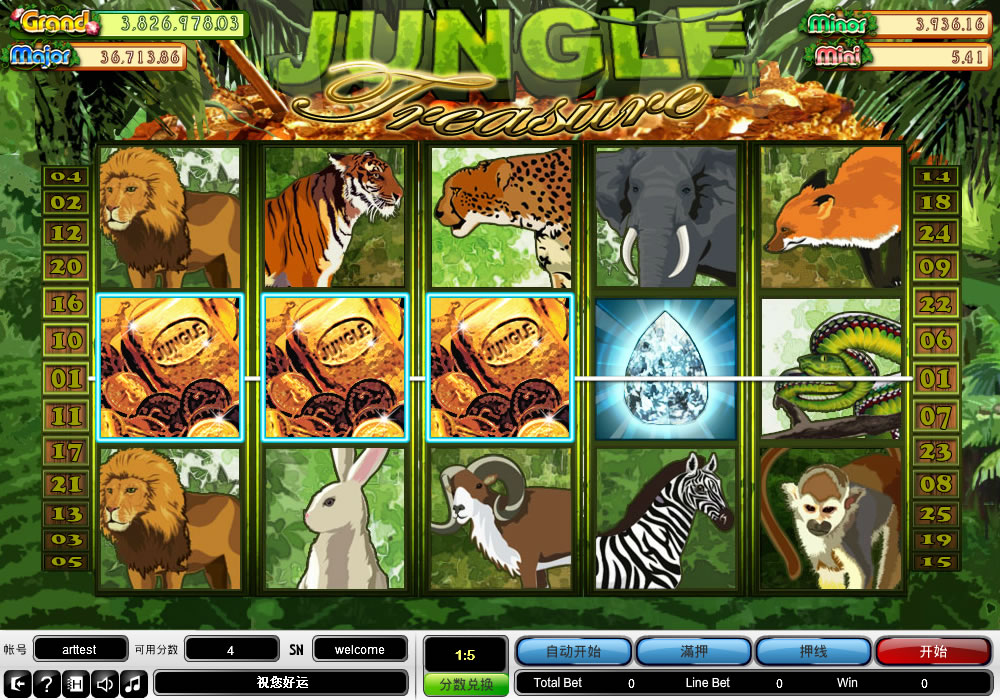 Grand 3,826,978.03
Major 36,713.86
Minor 3,936.16
Mini 5.41
JUNGLE
Treasure
04
02
12
20
16
10
01
11
17
21
13
03
05
JUNGLE
JUNGLE
JUNGLE
14
18
24
09
22
06
01
07
23
08
25
19
15
帐号 arttest 可用分数 4 SN welcome
祝您好运
1:5
分数兑换
自动开始 滿押 押线 开始
Total Bet 0 Line Bet 0 Win 0